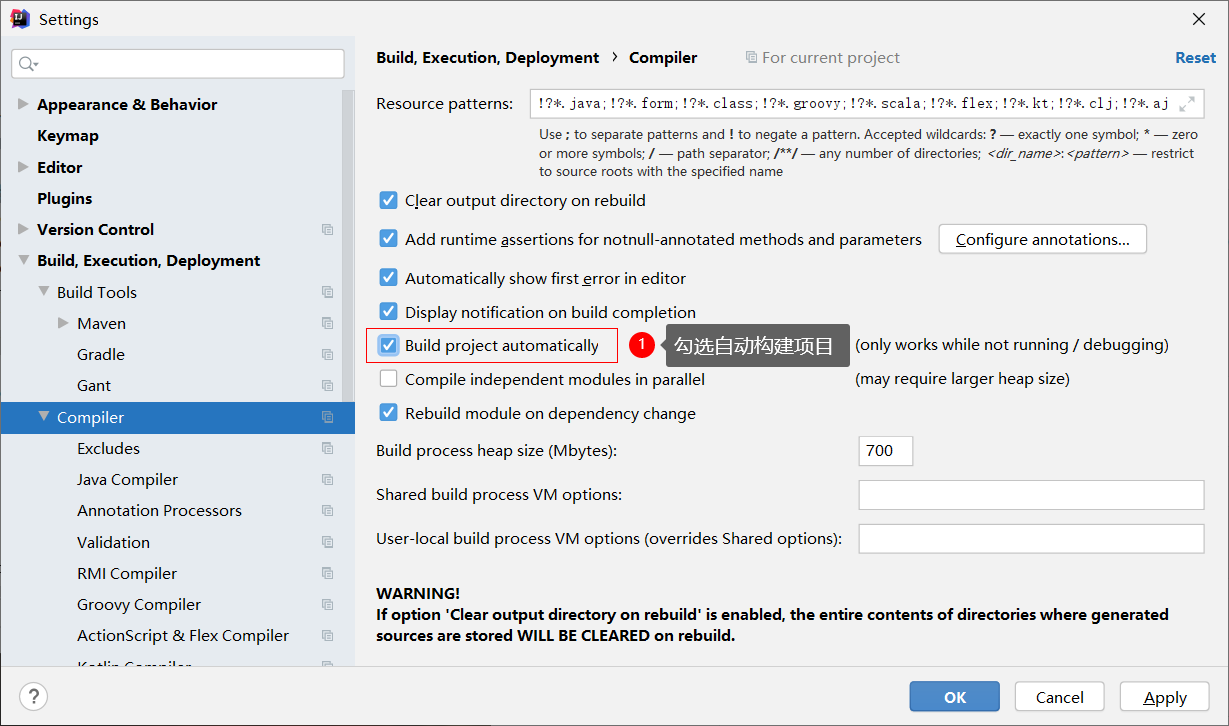 Settings
Build, Execution, Deployment › Compiler
For current project
Reset
Appearance & Behavior
Keymap
Editor
Plugins
Version Control
Build, Execution, Deployment
Build Tools
Maven
Gradle
Gant
Compiler
Excludes
Java Compiler
Annotation Processors
Validation
RMI Compiler
Groovy Compiler
ActionScript & Flex Compiler
Kotlin Compiler
Resource patterns: !?*.java;!?*.form;!?*.class;!?*.groovy;!?*.scala;!?*.flex;!?*.kt;!?*.clj;!?*.aj
Use ; to separate patterns and ! to negate a pattern. Accepted wildcards: ? — exactly one symbol; * — zero
or more symbols; / — path separator; /**/ — any number of directories; <dir_name>:<pattern> — restrict
to source roots with the specified name
Clear output directory on rebuild
Add runtime assertions for notnull-annotated methods and parameters Configure annotations...
Automatically show first error in editor
Display notification on build completion
Build project automatically 1 勾选自动构建项目 (only works while not running / debugging)
Compile independent modules in parallel (may require larger heap size)
Rebuild module on dependency change
Build process heap size (Mbytes): 700
Shared build process VM options:
User-local build process VM options (overrides Shared options):
WARNING!
If option 'Clear output directory on rebuild' is enabled, the entire contents of directories where generated
sources are stored WILL BE CLEARED on rebuild.
? OK Cancel Apply